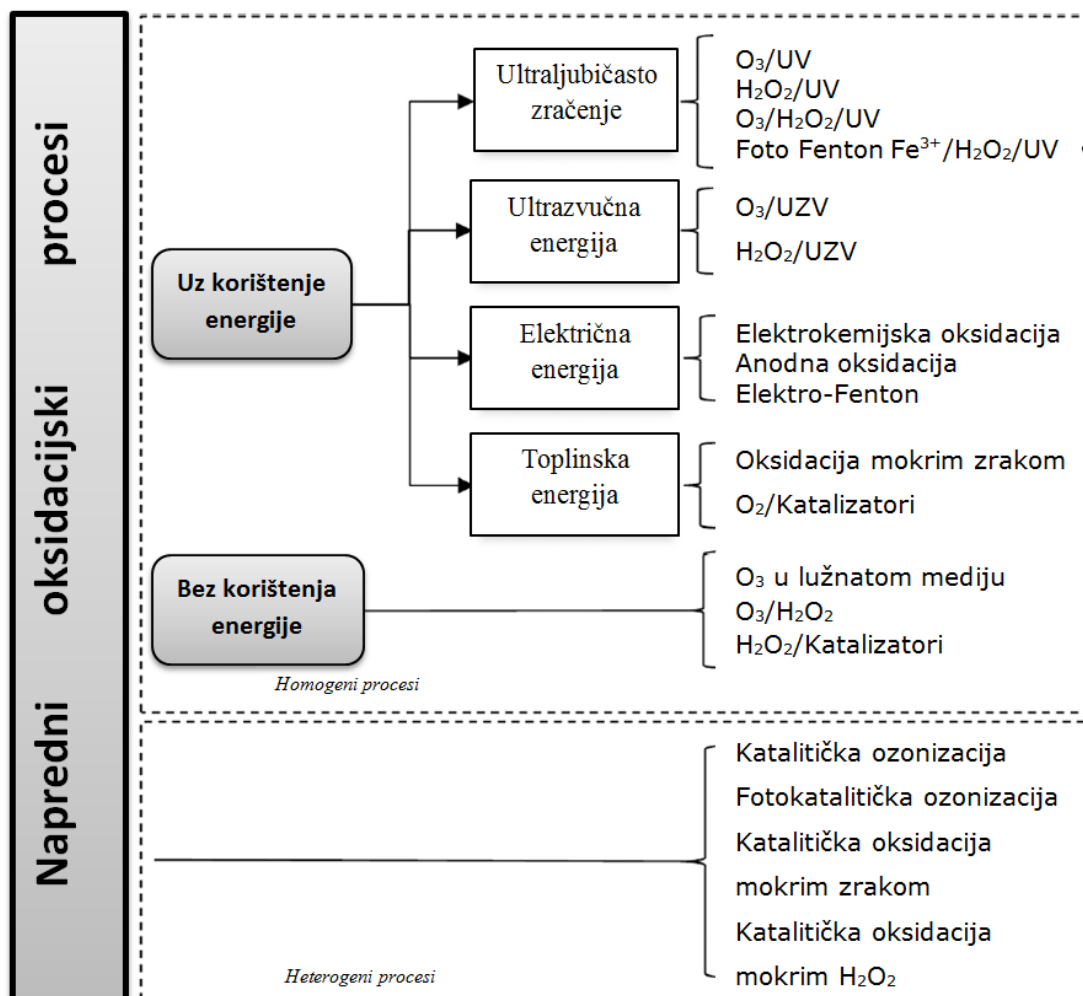 Napredni oksidacijski procesi
Uz korištenje
energije
Ultraljubičasto
zračenje
O₃/UV
H₂O₂/UV
O₃/H₂O₂/UV
Foto Fenton Fe³⁺/H₂O₂/UV
Ultrazvučna
energija
O₃/UZV
H₂O₂/UZV
Električna
energija
Elektrokemijska oksidacija
Anodna oksidacija
Elektro-Fenton
Toplinska
energija
Oksidacija mokrim zrakom
O₂/Katalizatori
Bez korištenja
energije
O₃ u lužnatom mediju
O₃/H₂O₂
H₂O₂/Katalizatori
Homogeni procesi
Katalitička ozonizacija
Fotokatalitička ozonizacija
Katalitička oksidacija
mokrim zrakom
Katalitička oksidacija
mokrim H₂O₂
Heterogeni procesi